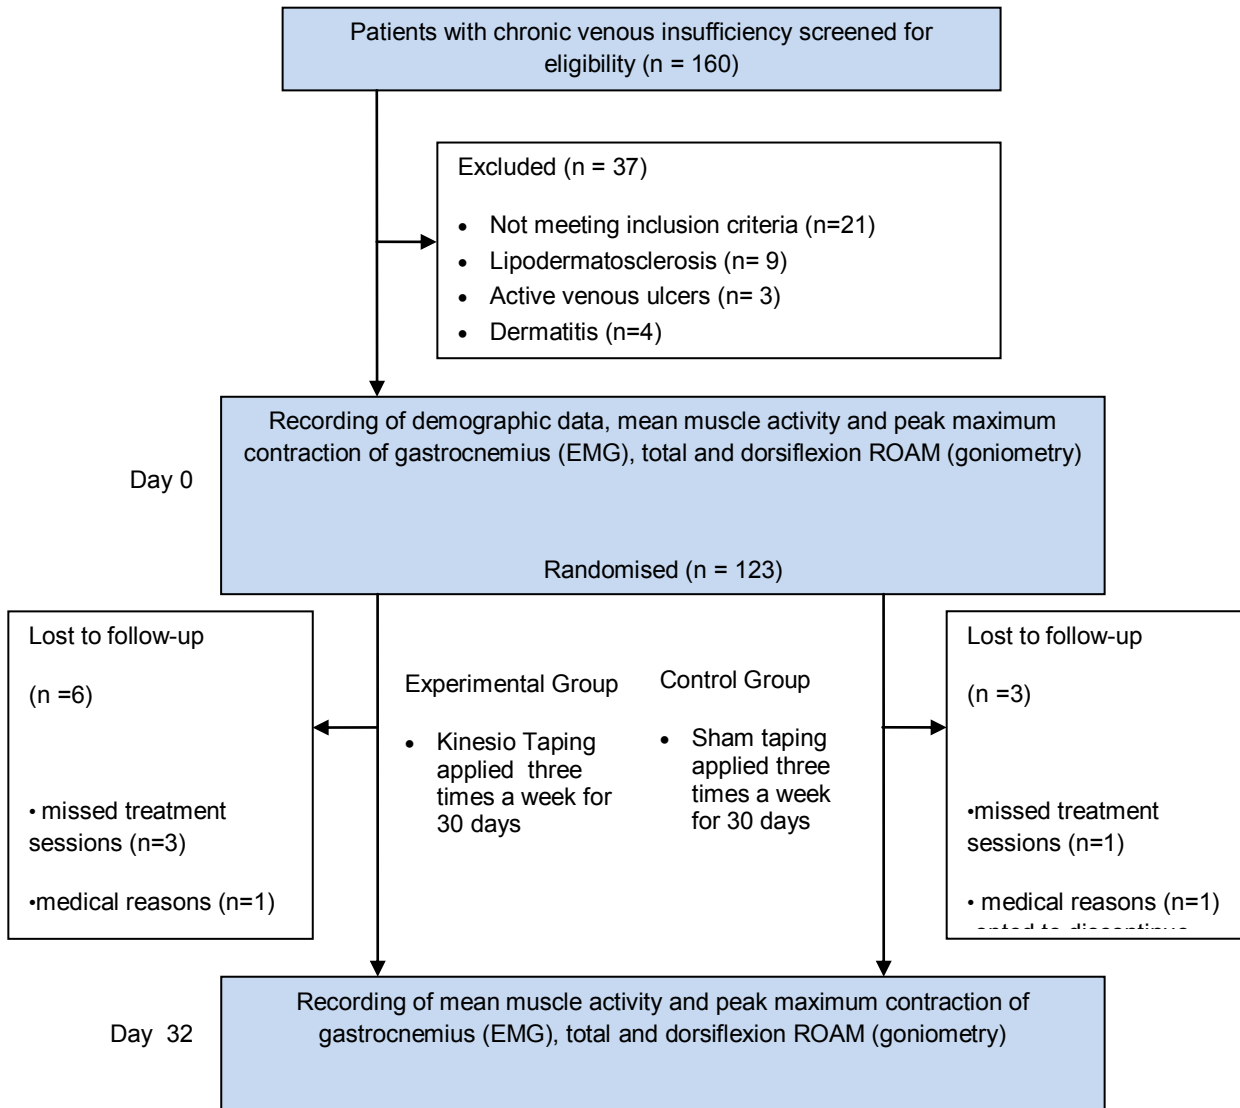 Patients with chronic venous insufficiency screened for
eligibility (n = 160)
Excluded (n = 37)
• Not meeting inclusion criteria (n=21)
• Lipodermatosclerosis (n= 9)
• Active venous ulcers (n= 3)
• Dermatitis (n=4)
Recording of demographic data, mean muscle activity and peak maximum
contraction of gastrocnemius (EMG), total and dorsiflexion ROAM (goniometry)
Day 0
Randomised (n = 123)
Lost to follow-up
(n =6)
• missed treatment
sessions (n=3)
•medical reasons (n=1)
Experimental Group
• Kinesio Taping
applied three
times a week for
30 days
Control Group
• Sham taping
applied three
times a week
for 30 days
Lost to follow-up
(n =3)
•missed treatment
sessions (n=1)
• medical reasons (n=1)
Recording of mean muscle activity and peak maximum contraction of
gastrocnemius (EMG), total and dorsiflexion ROAM (goniometry)
Day 32